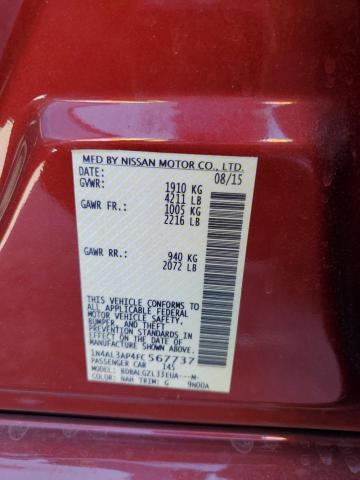 MFD BY NISSAN MOTOR CO., LTD.
DATE: 08/15
GVWR: 1910 KG
4211 LB
GAWR FR.: 1005 KG
2216 LB
GAWR RR.: 940 KG
2072 LB
THIS VEHICLE CONFORMS TO
ALL APPLICABLE FEDERAL
MOTOR VEHICLE SAFETY,
BUMPER, AND THEFT
PREVENTION STANDARDS IN
EFFECT ON THE DATE OF
MANUFACTURE SHOWN ABOVE.
1N4AL3AP4FC567737
PASSENGER CAR 145
MODEL: BDBALGZL33EUA---M-
COLOR: NAH TRIM: G 9N00A